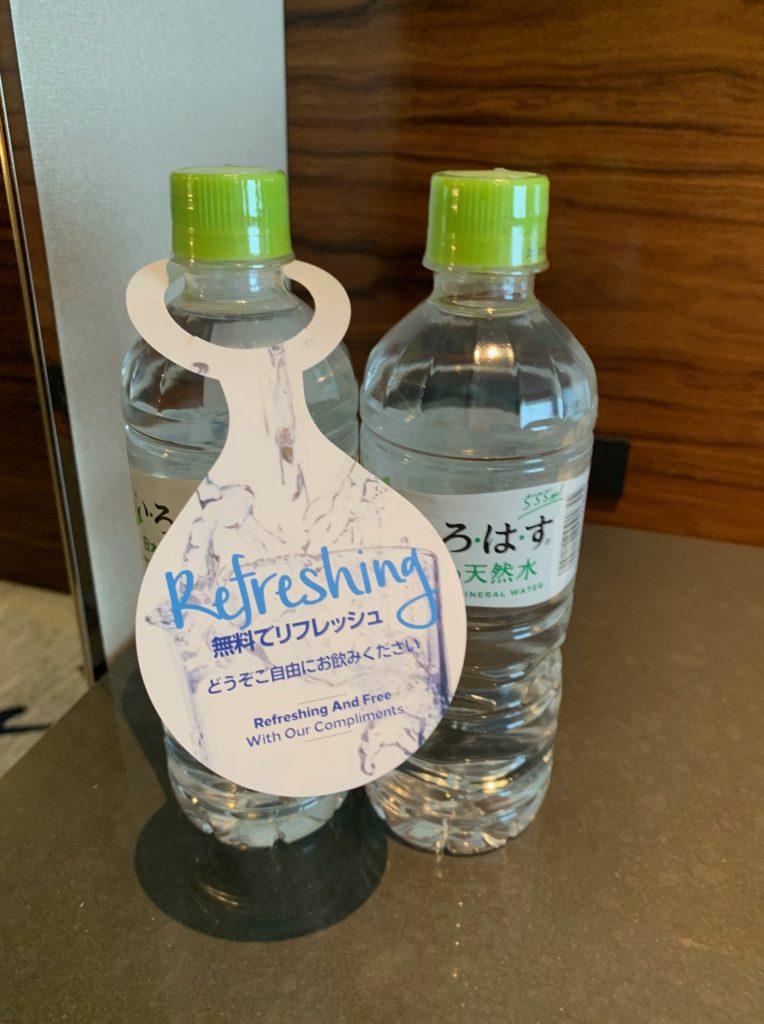 Refreshing
無料でリフレッシュ
どうぞご自由にお飲みください
Refreshing And Free
With Our Compliments
い・ろ
555ml
ろ・は・す®
天然水
MINERAL WATER